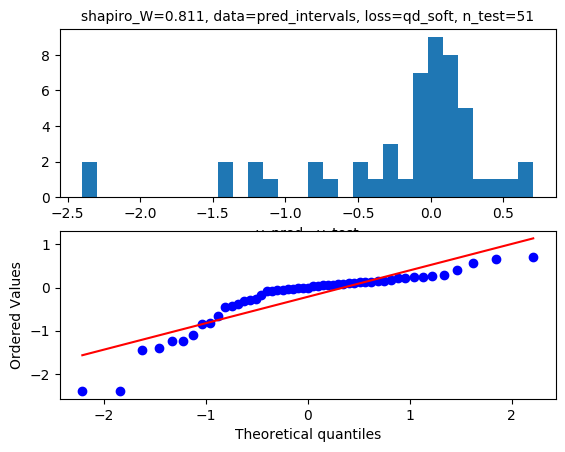 shapiro_W=0.811, data=pred_intervals, loss=qd_soft, n_test=51
8
6
4
2
0
−2.5 −2.0 −1.5 −1.0 −0.5 0.0 0.5
1
0
−1
−2
Ordered Values
−2 −1 0 1 2
Theoretical quantiles